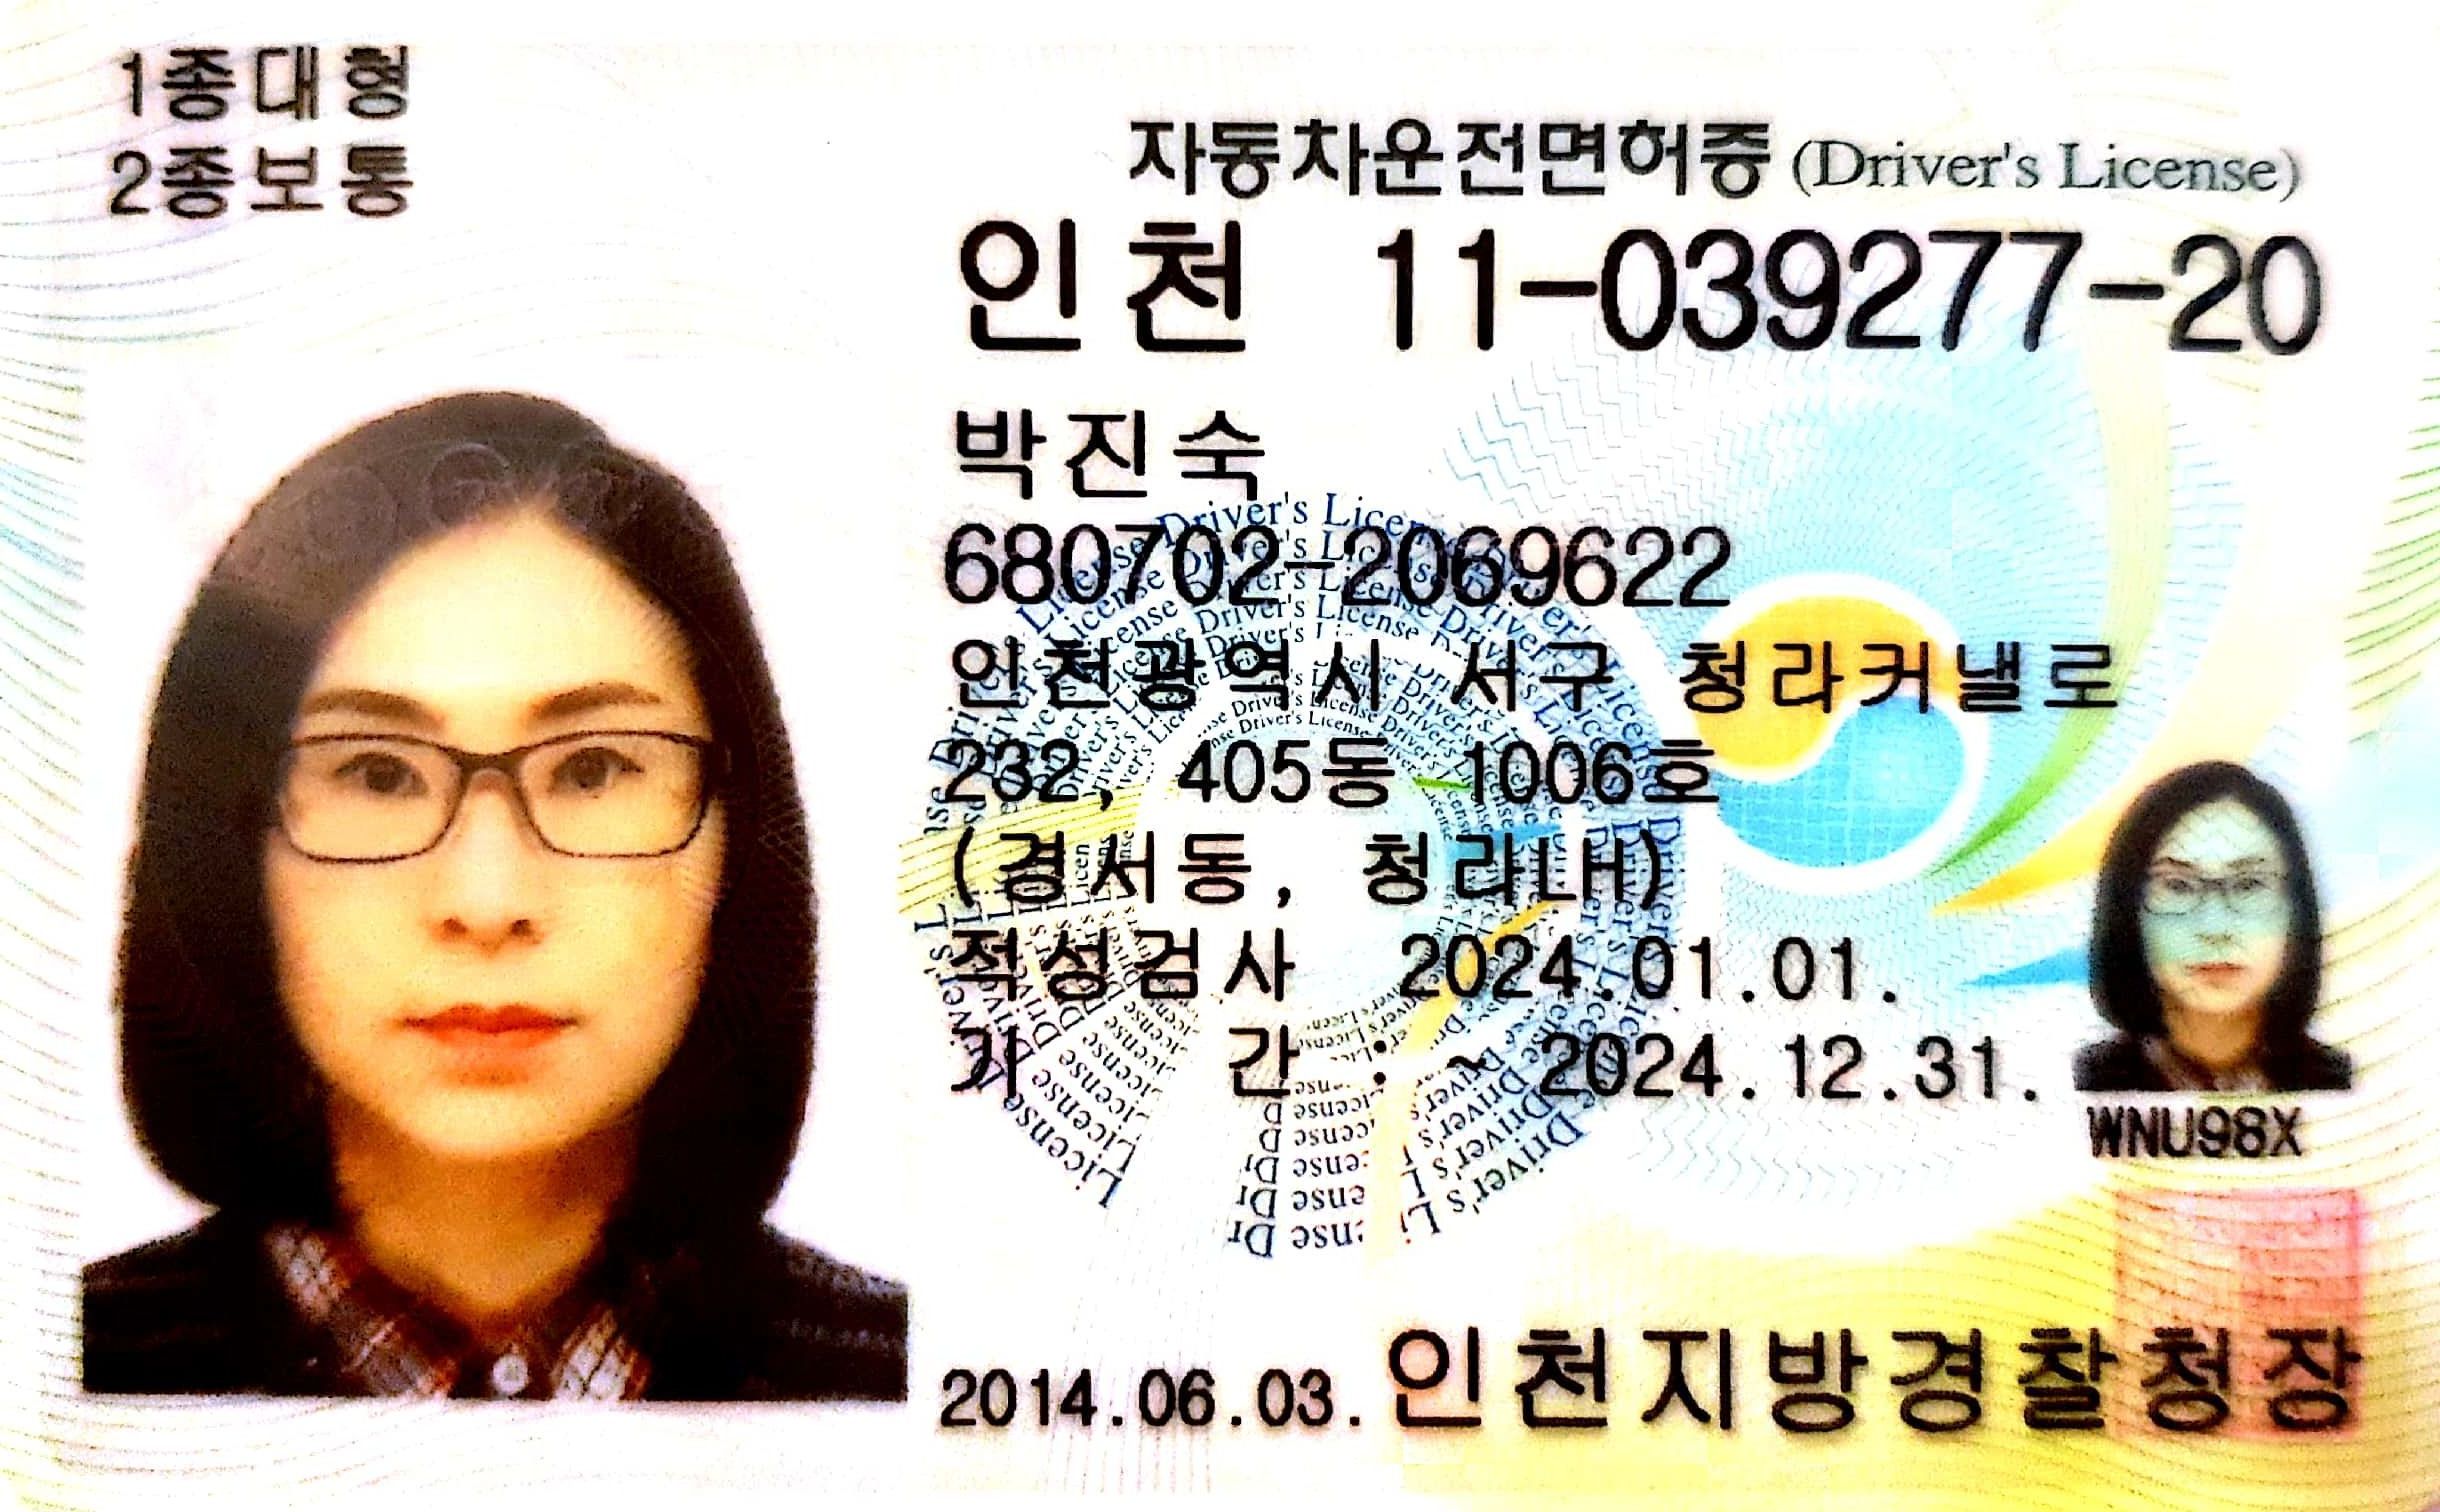 1종대형
2종보통
자동차운전면허증 (Driver's License)
인천 11-039277-20
박진숙
680702-2069622
인천광역시 서구 청라커낼로
232, 405동 1006호
(경서동, 청라내)
적성검사 2024.01.01.
기 간 : ~ 2024.12.31.
WNU98X
2014.06.03. 인천지방경찰청장